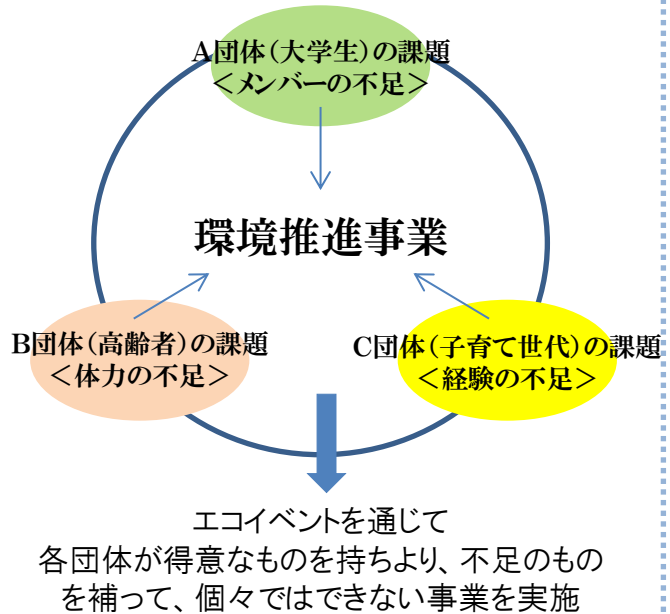 A団体(大学生)の課題
<メンバーの不足>
環境推進事業
B団体(高齢者)の課題
<体力の不足>
C団体(子育て世代)の課題
<経験の不足>
エコイベントを通じて
各団体が得意なものを持ちより、不足のもの
を補って、個々ではできない事業を実施